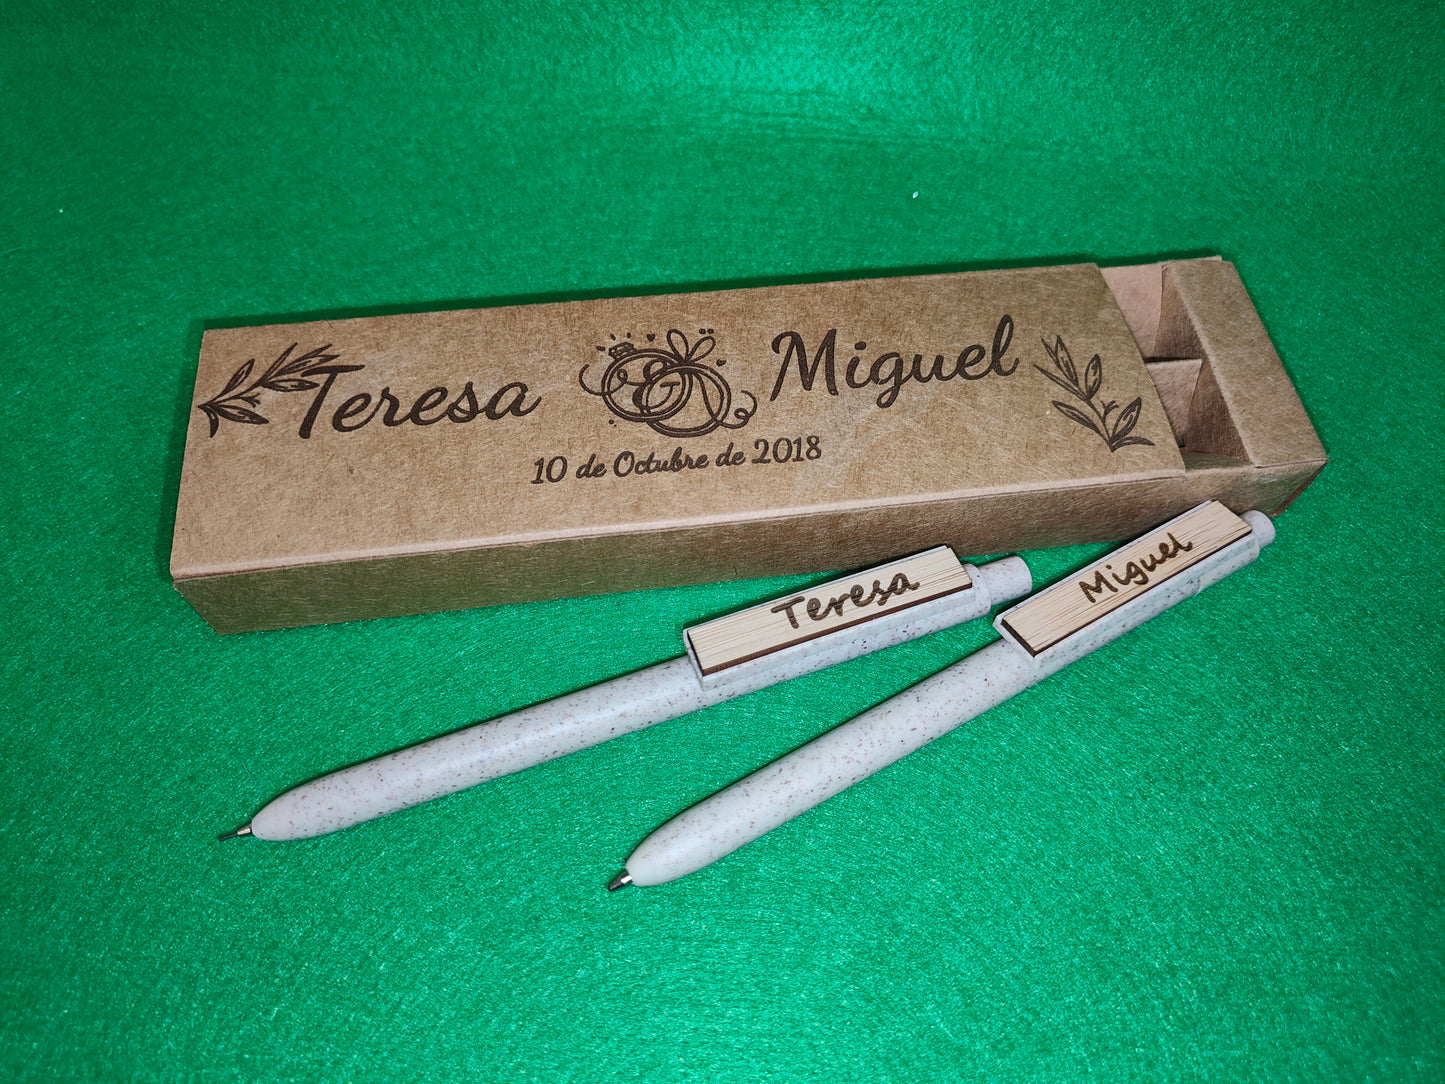 Teresa & Miguel
10 de Octubre de 2018
Teresa
Miguel